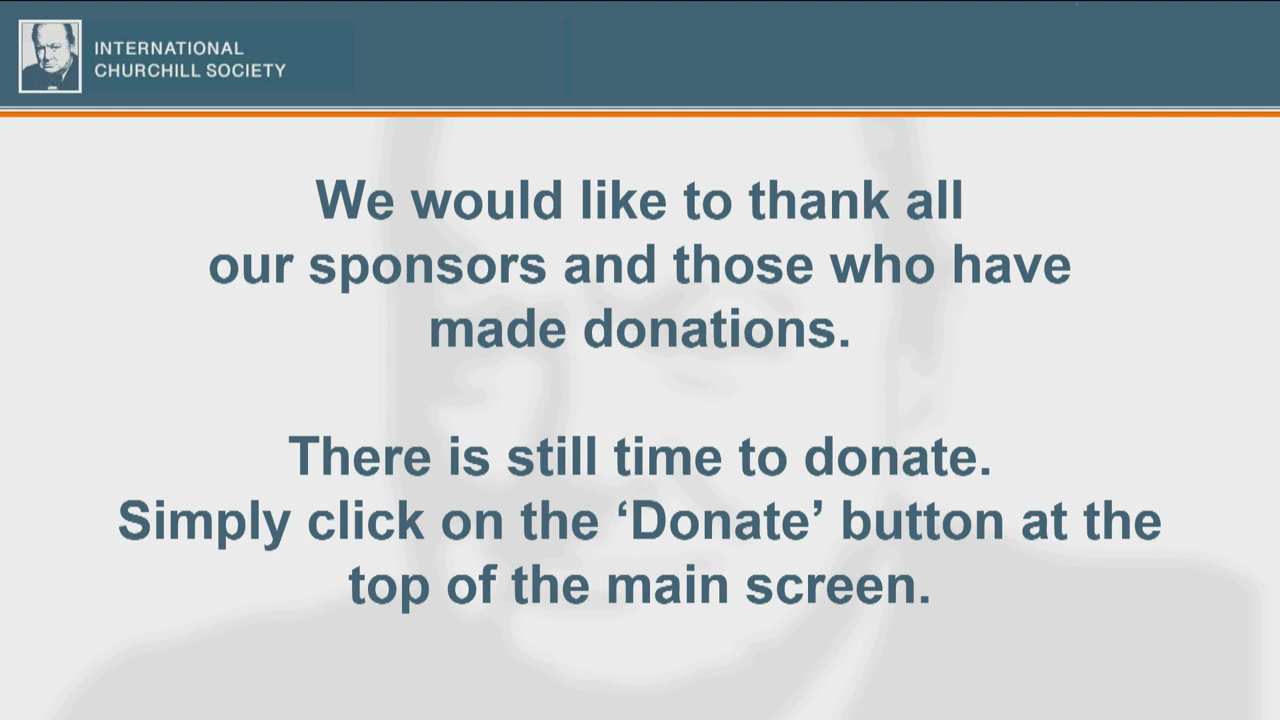 INTERNATIONAL
CHURCHILL SOCIETY
We would like to thank all
our sponsors and those who have
made donations.
There is still time to donate.
Simply click on the ‘Donate’ button at the
top of the main screen.